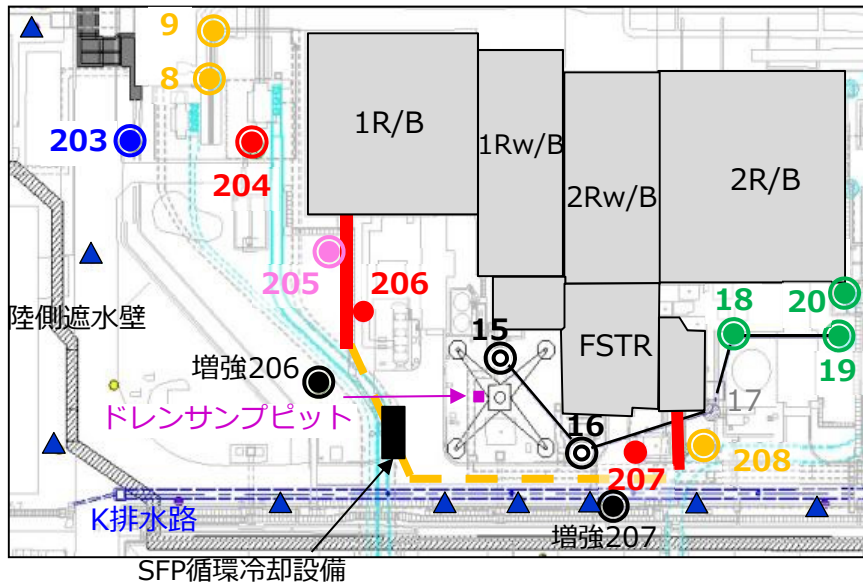 9
8
203
204
1R/B
1Rw/B
2Rw/B
2R/B
205
206
陸側遮水壁
増強206
15
18
20
19
FSTR
ドレンサンプピット
16
17
207
208
K排水路
増強207
SFP循環冷却設備